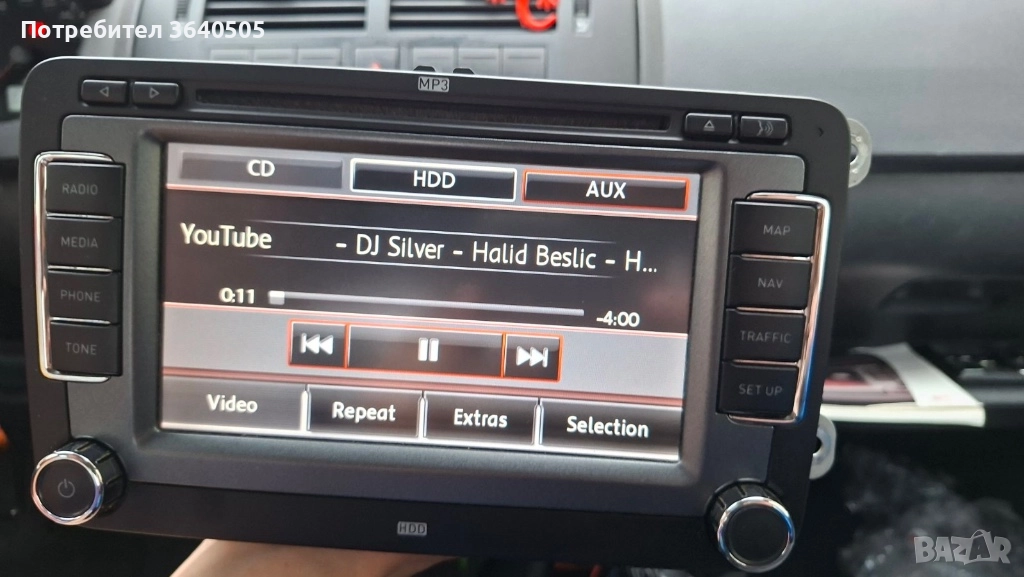 Потребител 3640505
MP3
RADIO
MEDIA
PHONE
TONE
CD
HDD
AUX
YouTube
- DJ Silver - Halid Beslic - H...
0:11
-4:00
Video
Repeat
Extras
Selection
MAP
NAV
TRAFFIC
SET UP
HDD
BAZAR